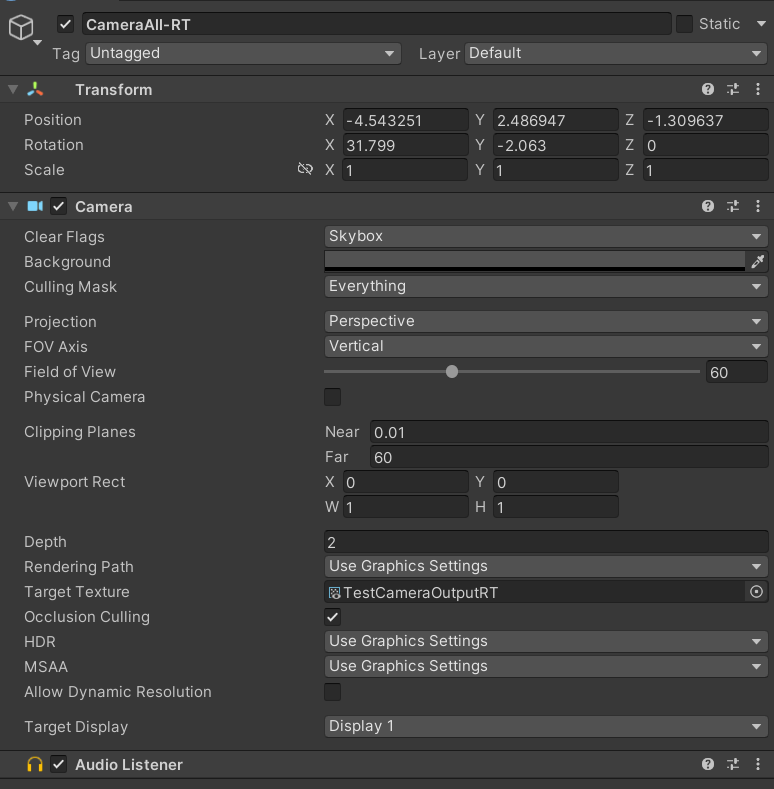 CameraAll-RT Static
Tag Untagged Layer Default
Transform
Position X -4.543251 Y 2.486947 Z -1.309637
Rotation X 31.799 Y -2.063 Z 0
Scale X 1 Y 1 Z 1
Camera
Clear Flags Skybox
Background
Culling Mask Everything
Projection Perspective
FOV Axis Vertical
Field of View 60
Physical Camera
Clipping Planes Near 0.01
Far 60
Viewport Rect X 0 Y 0
W 1 H 1
Depth 2
Rendering Path Use Graphics Settings
Target Texture TestCameraOutputRT
Occlusion Culling
HDR Use Graphics Settings
MSAA Use Graphics Settings
Allow Dynamic Resolution
Target Display Display 1
Audio Listener